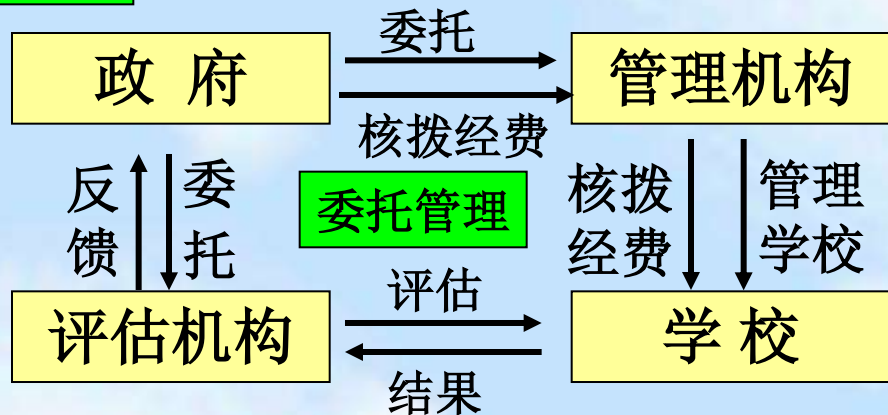 委托
政 府
管理机构
核拨经费
反馈
委托
委托管理
核拨
经费
管理
学校
评估
评估机构
学 校
结果